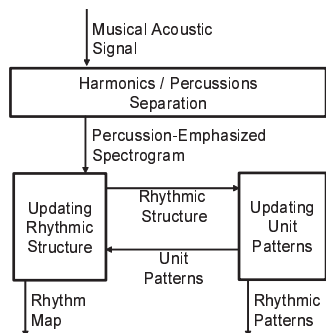 Musical Acoustic
Signal
Harmonics / Percussions
Separation
Percussion-Emphasized
Spectrogram
Updating
Rhythmic
Structure
Rhythmic
Structure
Unit
Patterns
Updating
Unit
Patterns
Rhythm
Map
Rhythmic
Patterns